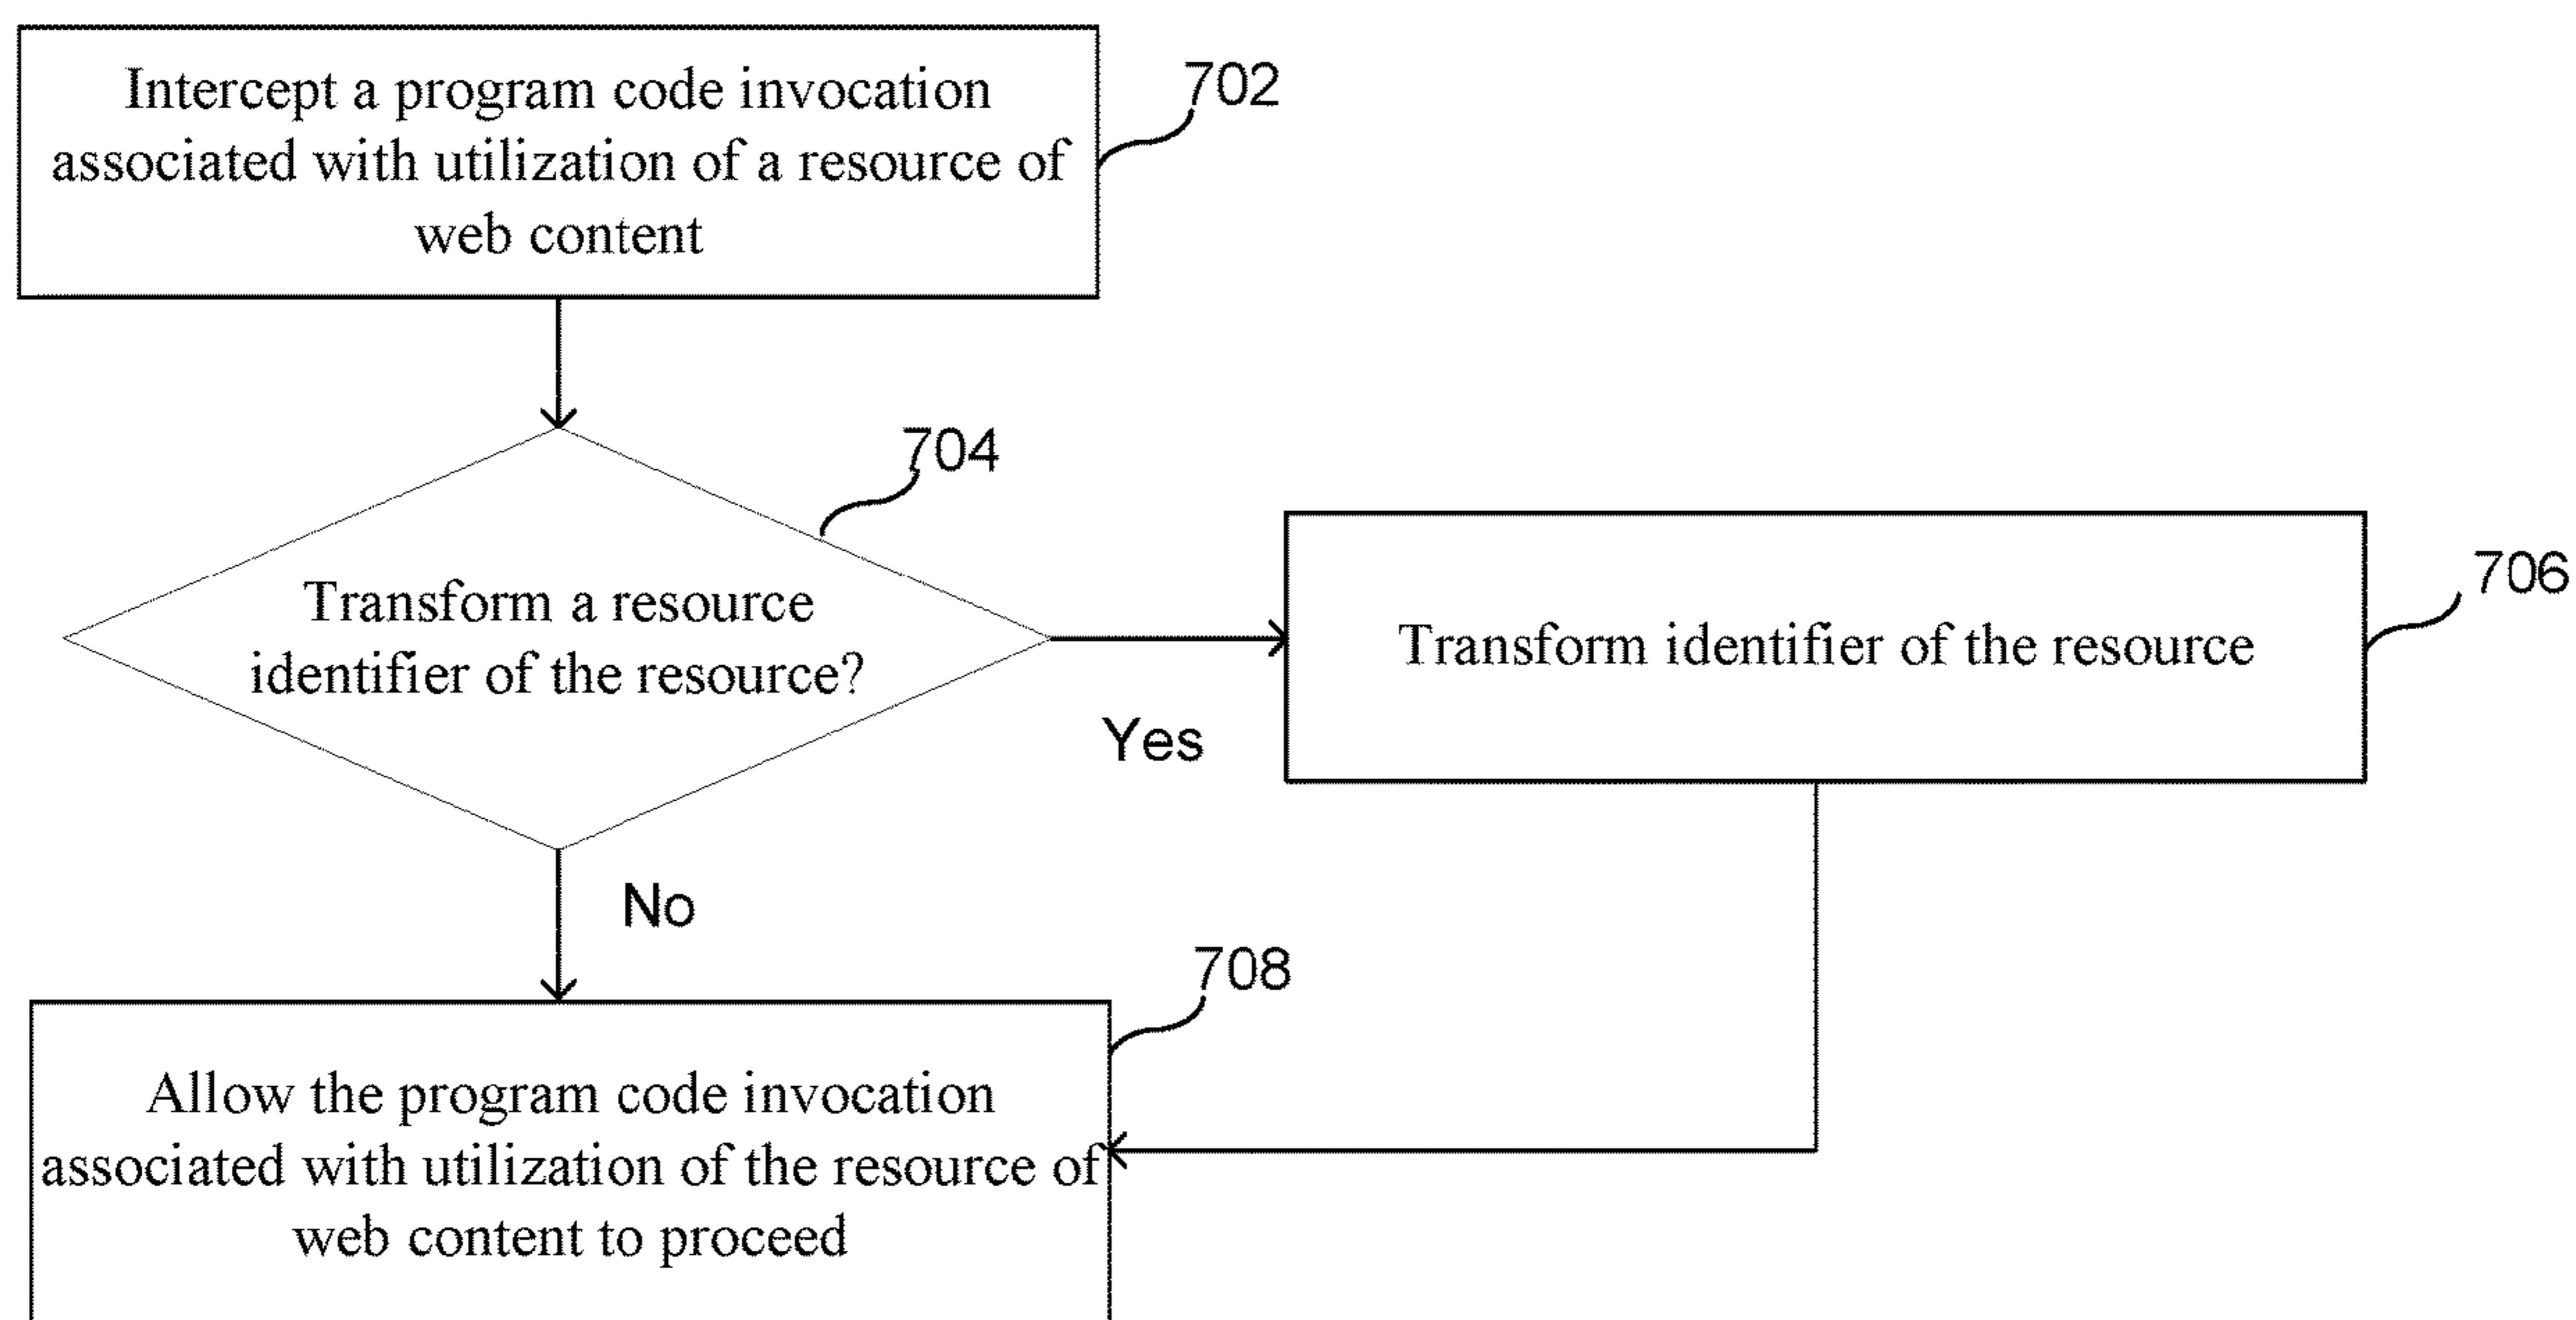 Intercept a program code invocation
associated with utilization of a resource of
web content
702
704
Transform a resource
identifier of the resource?
Yes
Transform identifier of the resource
706
No
708
Allow the program code invocation
associated with utilization of the resource of
web content to proceed